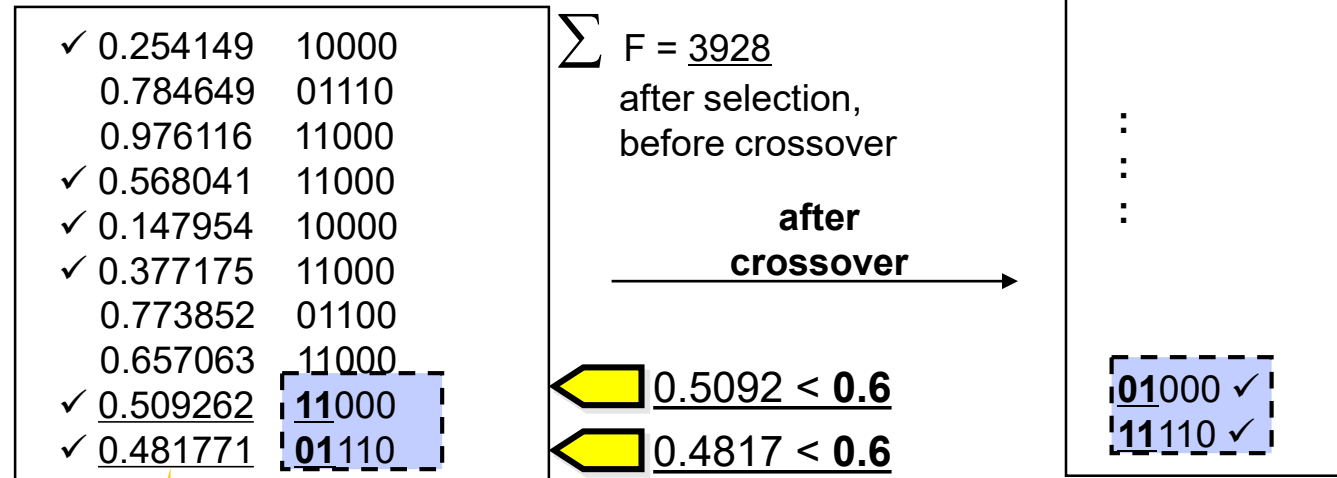 ✓ 0.254149 10000
0.784649 01110
0.976116 11000
✓ 0.568041 11000
✓ 0.147954 10000
✓ 0.377175 11000
0.773852 01100
0.657063 11000
✓ 0.509262 11000
✓ 0.481771 01110
∑ F = 3928
after selection,
before crossover
after
crossover
0.5092 < 0.6
0.4817 < 0.6
:
:
:
01000 ✓
11110 ✓